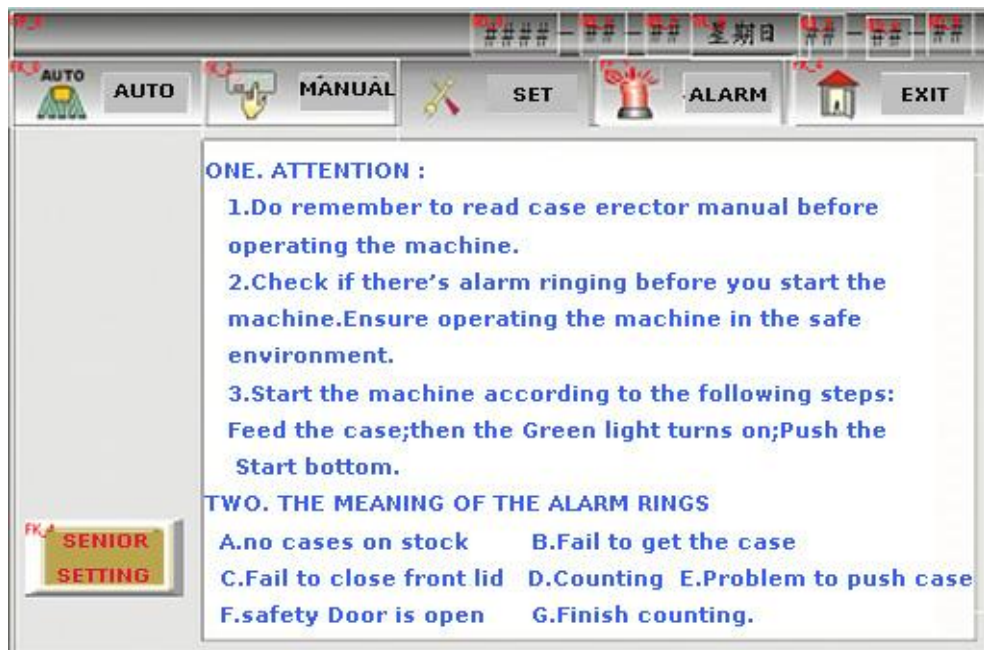 #### - ## - ## 星期日 ## - ## - ##
AUTO AUTO MANUAL SET ALARM EXIT
ONE. ATTENTION :
1.Do remember to read case erector manual before
operating the machine.
2.Check if there's alarm ringing before you start the
machine.Ensure operating the machine in the safe
environment.
3.Start the machine according to the following steps:
Feed the case;then the Green light turns on;Push the
Start bottom.
TWO. THE MEANING OF THE ALARM RINGS
A.no cases on stock B.Fail to get the case
C.Fail to close front lid D.Counting E.Problem to push case
F.safety Door is open G.Finish counting.
FK_4
SENIOR
SETTING